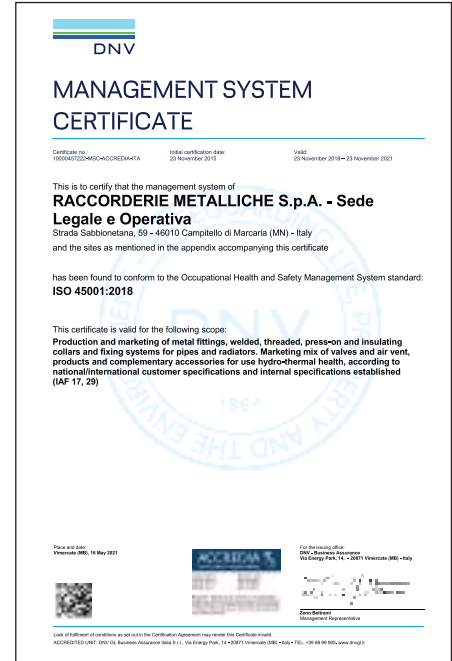 DNV
MANAGEMENT SYSTEM
CERTIFICATE
Certificate no.:
10000457222-MSC-ACCREDIA-ITA
Initial certification date:
23 November 2015
Valid:
23 November 2018 – 23 November 2021
This is to certify that the management system of
RACCORDERIE METALLICHE S.p.A. - Sede
Legale e Operativa
Strada Sabbionetana, 59 - 46010 Campitello di Marcaria (MN) - Italy
and the sites as mentioned in the appendix accompanying this certificate
has been found to conform to the Occupational Health and Safety Management System standard:
ISO 45001:2018
This certificate is valid for the following scope:
Production and marketing of metal fittings, welded, threaded, press-on and insulating
collars and fixing systems for pipes and radiators. Marketing mix of valves and air vent,
products and complementary accessories for use hydro-thermal health, according to
national/international customer specifications and internal specifications established
(IAF 17, 29)
DNV
1864
Place and date:
Vimercate (MB), 16 May 2021
ACCREDIA
For the issuing office:
DNV - Business Assurance
Via Energy Park, 14, - 20871 Vimercate (MB) - Italy
Zeno Beltrami
Management Representative
Lack of fulfilment of conditions as set out in the Certification Agreement may render this Certificate invalid.
ACCREDITED UNIT: DNV GL Business Assurance Italia S.r.l., Via Energy Park, 14 - 20871 Vimercate (MB) - Italy - TEL: +39 68 99 905. www.dnvgl.it